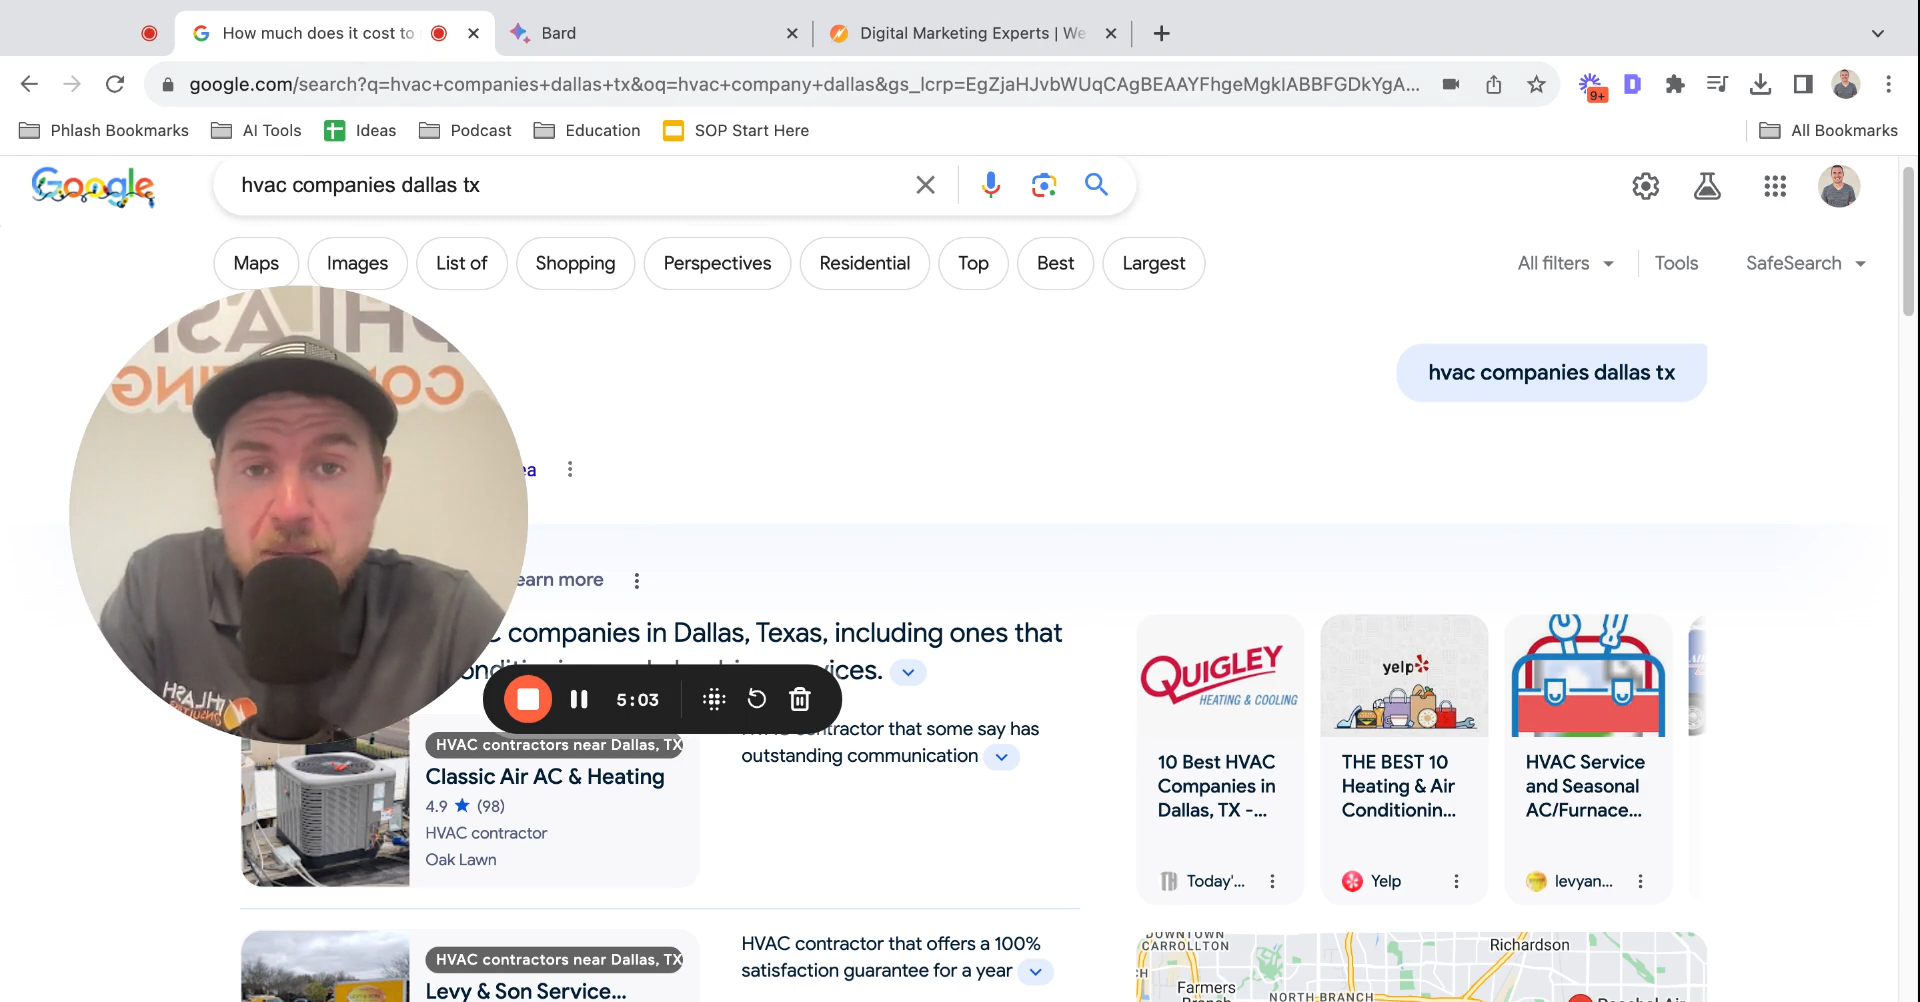 How much does it cost to
Bard
Digital Marketing Experts | We
google.com/search?q=hvac+companies+dallas+tx&oq=hvac+company+dallas&gs_lcrp=EgZjaHJvbWUqCAgBEAAYFhgeMgkIABBFGDkYgA...
9+
Phlash Bookmarks
AI Tools
Ideas
Podcast
Education
SOP Start Here
All Bookmarks
Google
hvac companies dallas tx
Maps
Images
List of
Shopping
Perspectives
Residential
Top
Best
Largest
All filters
Tools
SafeSearch
hvac companies dallas tx
ea
earn more
C companies in Dallas, Texas, including ones that
vices.
5:03
HVAC contractors near Dallas, TX
Classic Air AC & Heating
4.9 ★ (98)
HVAC contractor
Oak Lawn
contractor that some say has
outstanding communication
HVAC contractors near Dallas, TX
Levy & Son Service...
HVAC contractor that offers a 100%
satisfaction guarantee for a year
QUIGLEY
HEATING & COOLING
10 Best HVAC
Companies in
Dallas, TX -...
Today'...
yelp
THE BEST 10
Heating & Air
Conditionin...
Yelp
HVAC Service
and Seasonal
AC/Furnace...
levyan...
DOWNTOWN
CARROLLTON
Richardson
Farmers
Branch
NORTH BRANCH